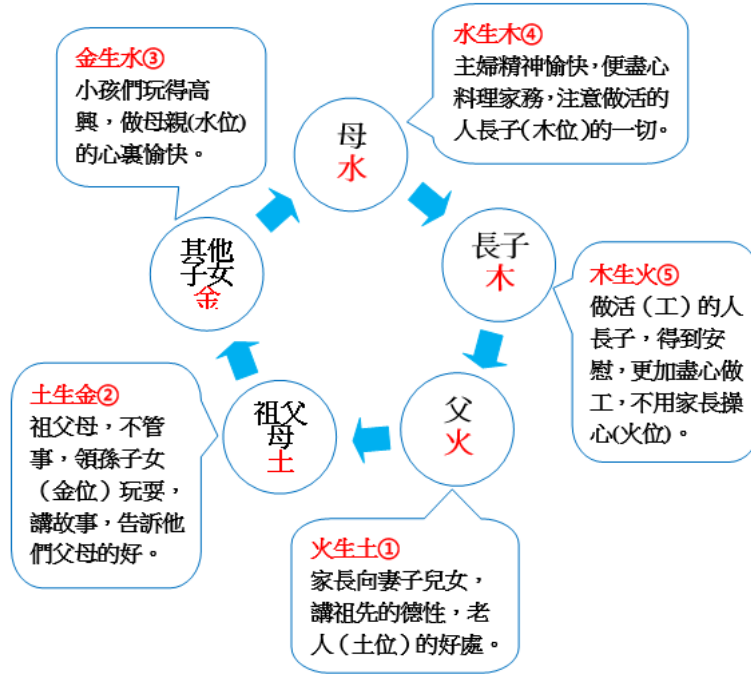 金生水③
小孩們玩得高
興，做母親(水位)
的心裏愉快。
水生木④
主婦精神愉快，便盡心
料理家務，注意做活的
人長子(木位)的一切。
母
水
其他
子女
金
長子
木
木生火⑤
做活（工）的人
長子，得到安
慰，更加盡心做
工，不用家長操
心(火位)。
土生金②
祖父母，不管
事，領孫子女
（金位）玩耍，
講故事，告訴他
們父母的好。
祖父
母
土
父
火
火生土①
家長向妻子兒女，
講祖先的德性，老
人（土位）的好處。